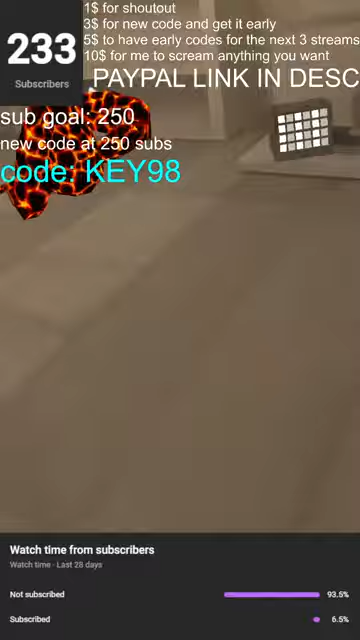 233
Subscribers
1$ for shoutout
3$ for new code and get it early
5$ to have early codes for the next 3 streams
10$ for me to scream anything you want
PAYPAL LINK IN DESC
sub goal: 250
new code at 250 subs
code: KEY98
Watch time from subscribers
Watch time · Last 28 days
Not subscribed 93.5%
Subscribed 6.5%